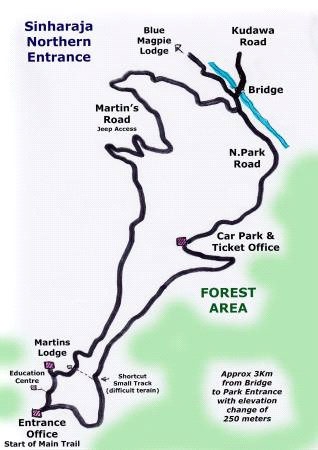 Sinharaja
Northern
Entrance
Blue
Magpie
Lodge
Kudawa
Road
Bridge
Martin's
Road
Jeep Access
N.Park
Road
Car Park &
Ticket Office
FOREST
AREA
Martins
Lodge
Education
Centre
Shortcut
Small Track
(difficult terain)
Entrance
Office
Start of Main Trail
Approx 3Km
from Bridge
to Park Entrance
with elevation
change of
250 meters